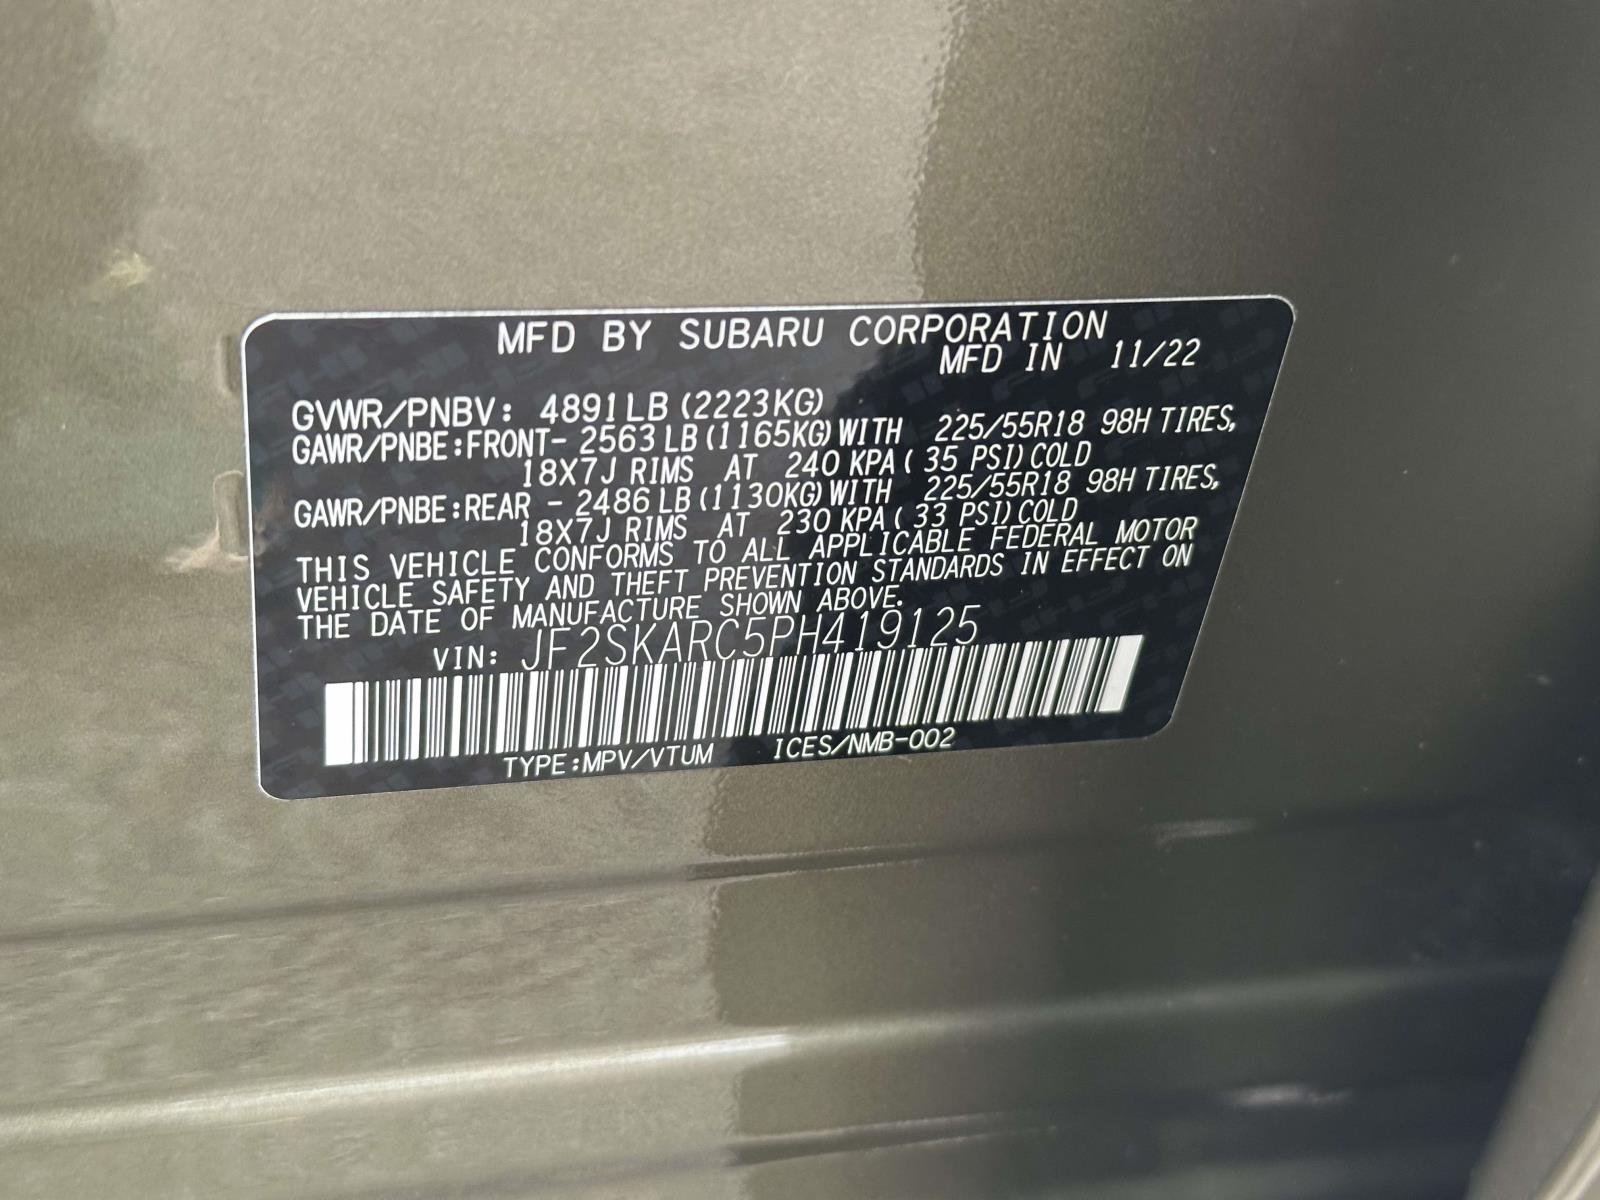 MFD BY SUBARU CORPORATION
MFD IN 11/22
GVWR/PNBV: 4891LB (2223KG)
GAWR/PNBE:FRONT- 2563LB (1165KG) WITH 225/55R18 98H TIRES,
18X7J RIMS AT 240 KPA ( 35 PSI) COLD
GAWR/PNBE:REAR - 2486LB (1130KG) WITH 225/55R18 98H TIRES,
18X7J RIMS AT 230 KPA ( 33 PSI) COLD
THIS VEHICLE CONFORMS TO ALL APPLICABLE FEDERAL MOTOR
VEHICLE SAFETY AND THEFT PREVENTION STANDARDS IN EFFECT ON
THE DATE OF MANUFACTURE SHOWN ABOVE.
VIN: JF2SKARC5PH419125
TYPE:MPV/VTUM ICES/NMB-002